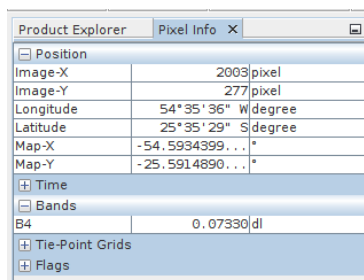 Product Explorer Pixel Info X
Position
Image-X 2003 pixel
Image-Y 277 pixel
Longitude 54°35'36" W degree
Latitude 25°35'29" S degree
Map-X -54.5934399... °
Map-Y -25.5914890... °
Time
Bands
B4 0.07330 dl
Tie-Point Grids
Flags